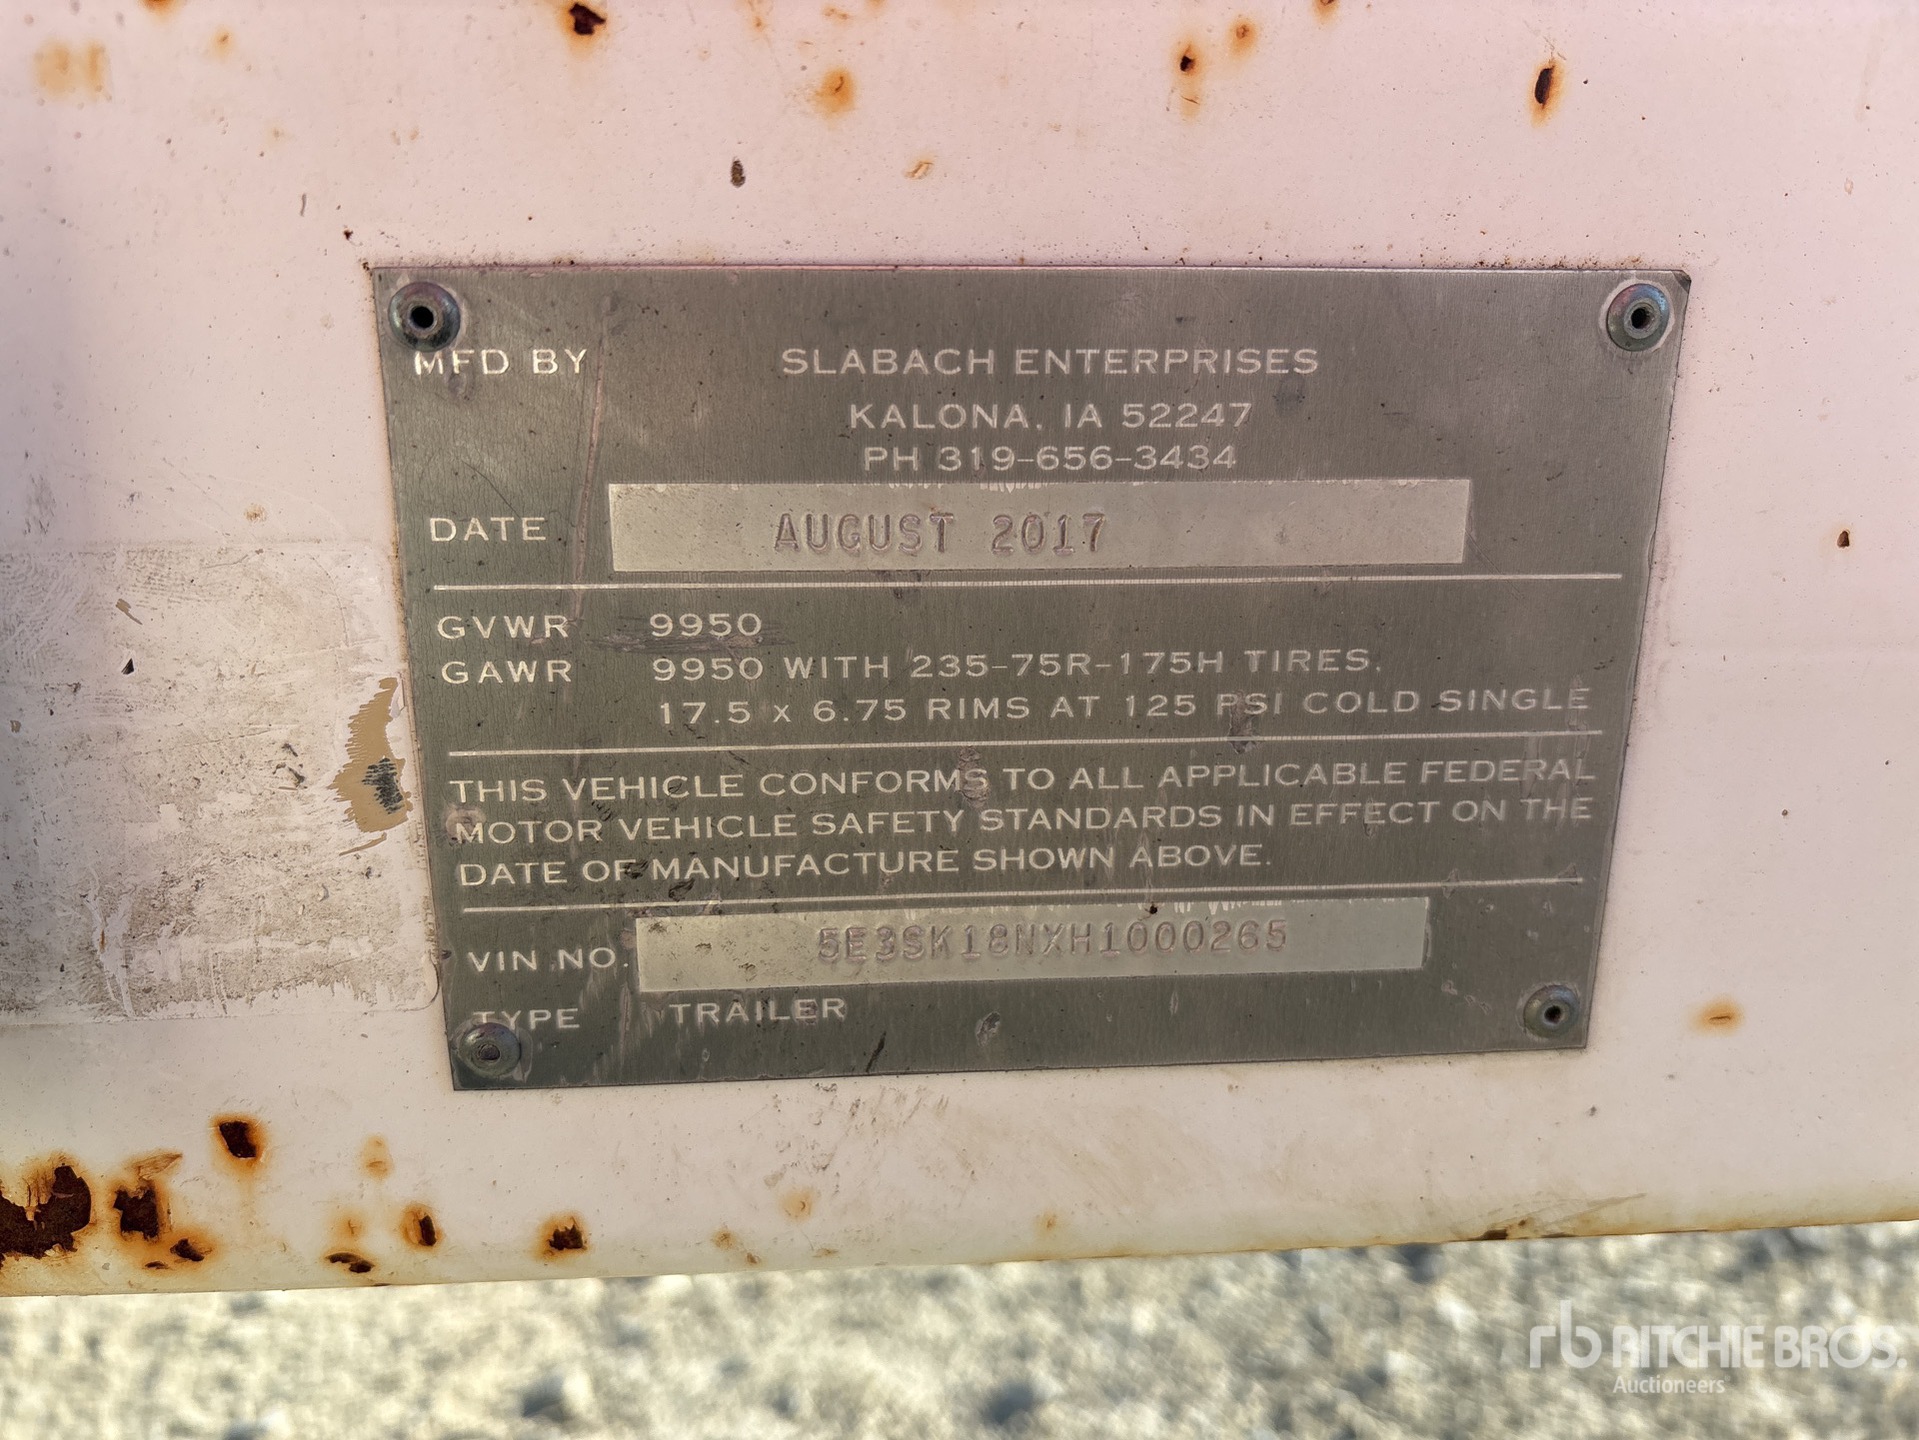 MFD BY SLABACH ENTERPRISES
KALONA, IA 52247
PH 319-656-3434
DATE AUGUST 2017
GVWR 9950
GAWR 9950 WITH 235-75R-175H TIRES.
17.5 x 6.75 RIMS AT 125 PSI COLD SINGLE
THIS VEHICLE CONFORMS TO ALL APPLICABLE FEDERAL
MOTOR VEHICLE SAFETY STANDARDS IN EFFECT ON THE
DATE OF MANUFACTURE SHOWN ABOVE.
VIN NO. 5E3SK18NXH1000265
TYPE TRAILER
rb RITCHIE BROS.
Auctioneers